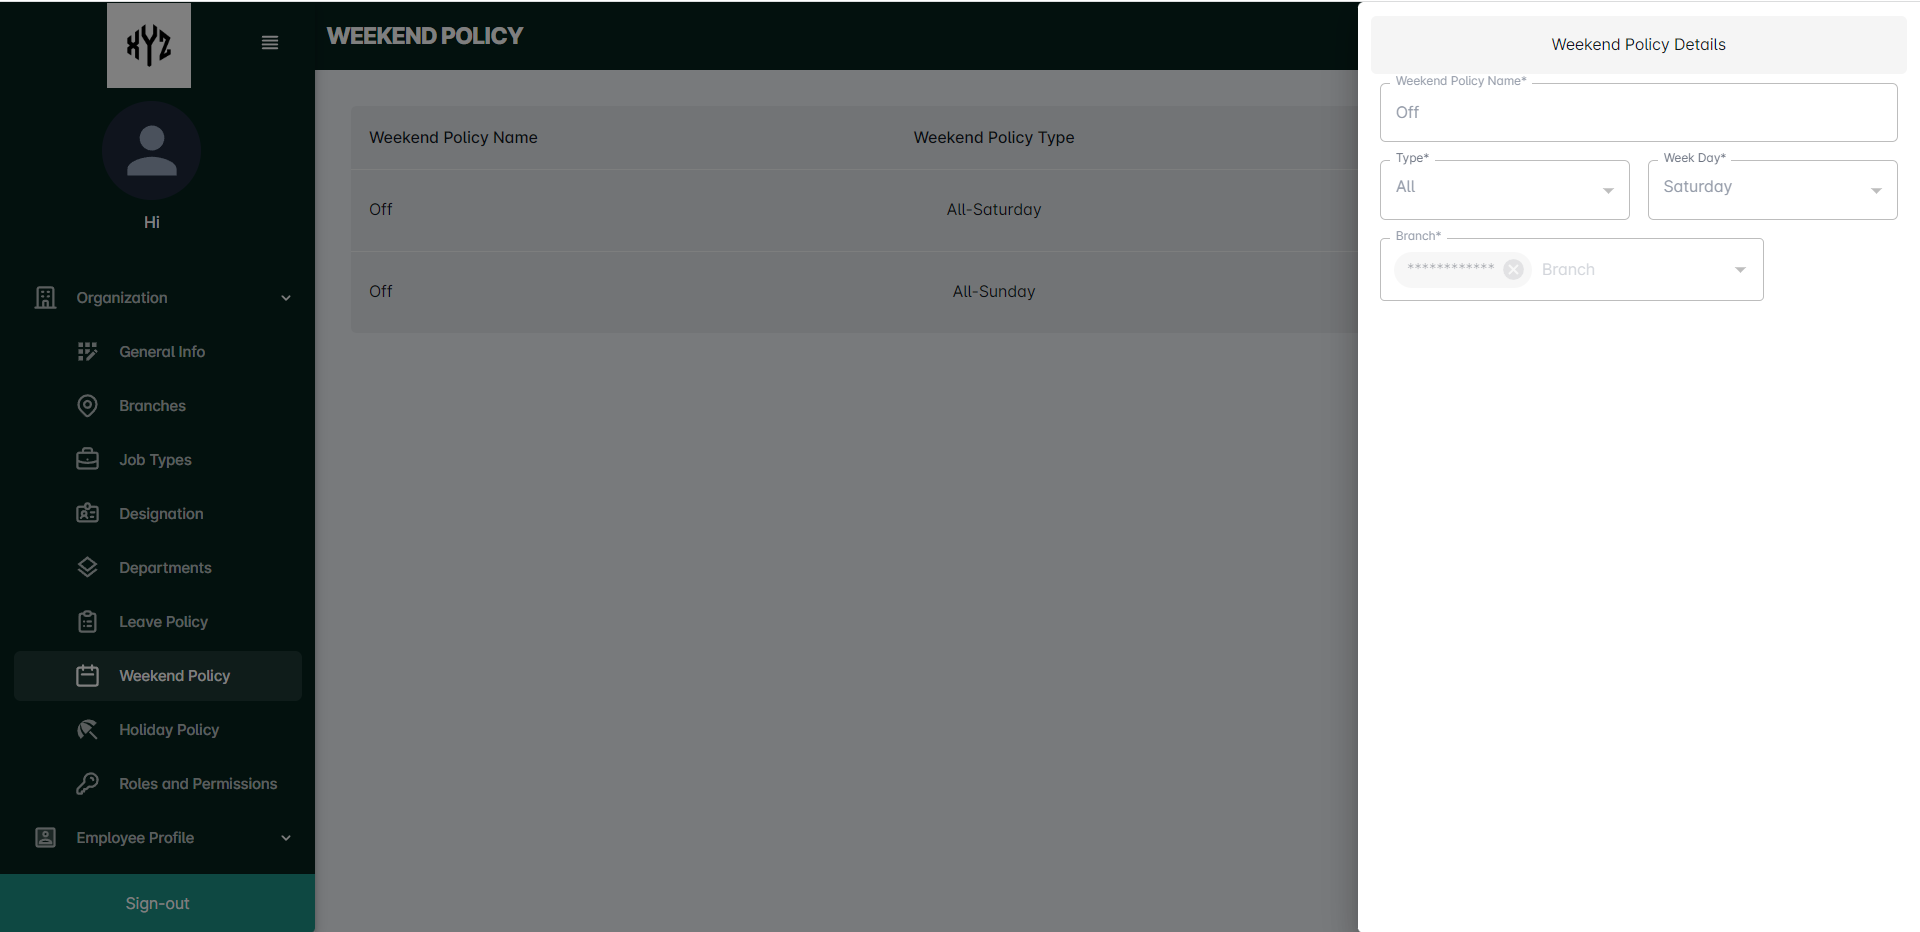 XYZ
Hi
Organization
General Info
Branches
Job Types
Designation
Departments
Leave Policy
Weekend Policy
Holiday Policy
Roles and Permissions
Employee Profile
Sign-out
WEEKEND POLICY
Weekend Policy Name Weekend Policy Type
Off All-Saturday
Off All-Sunday
Weekend Policy Details
Weekend Policy Name*
Off
Type* Week Day*
All Saturday
Branch*
************ Branch